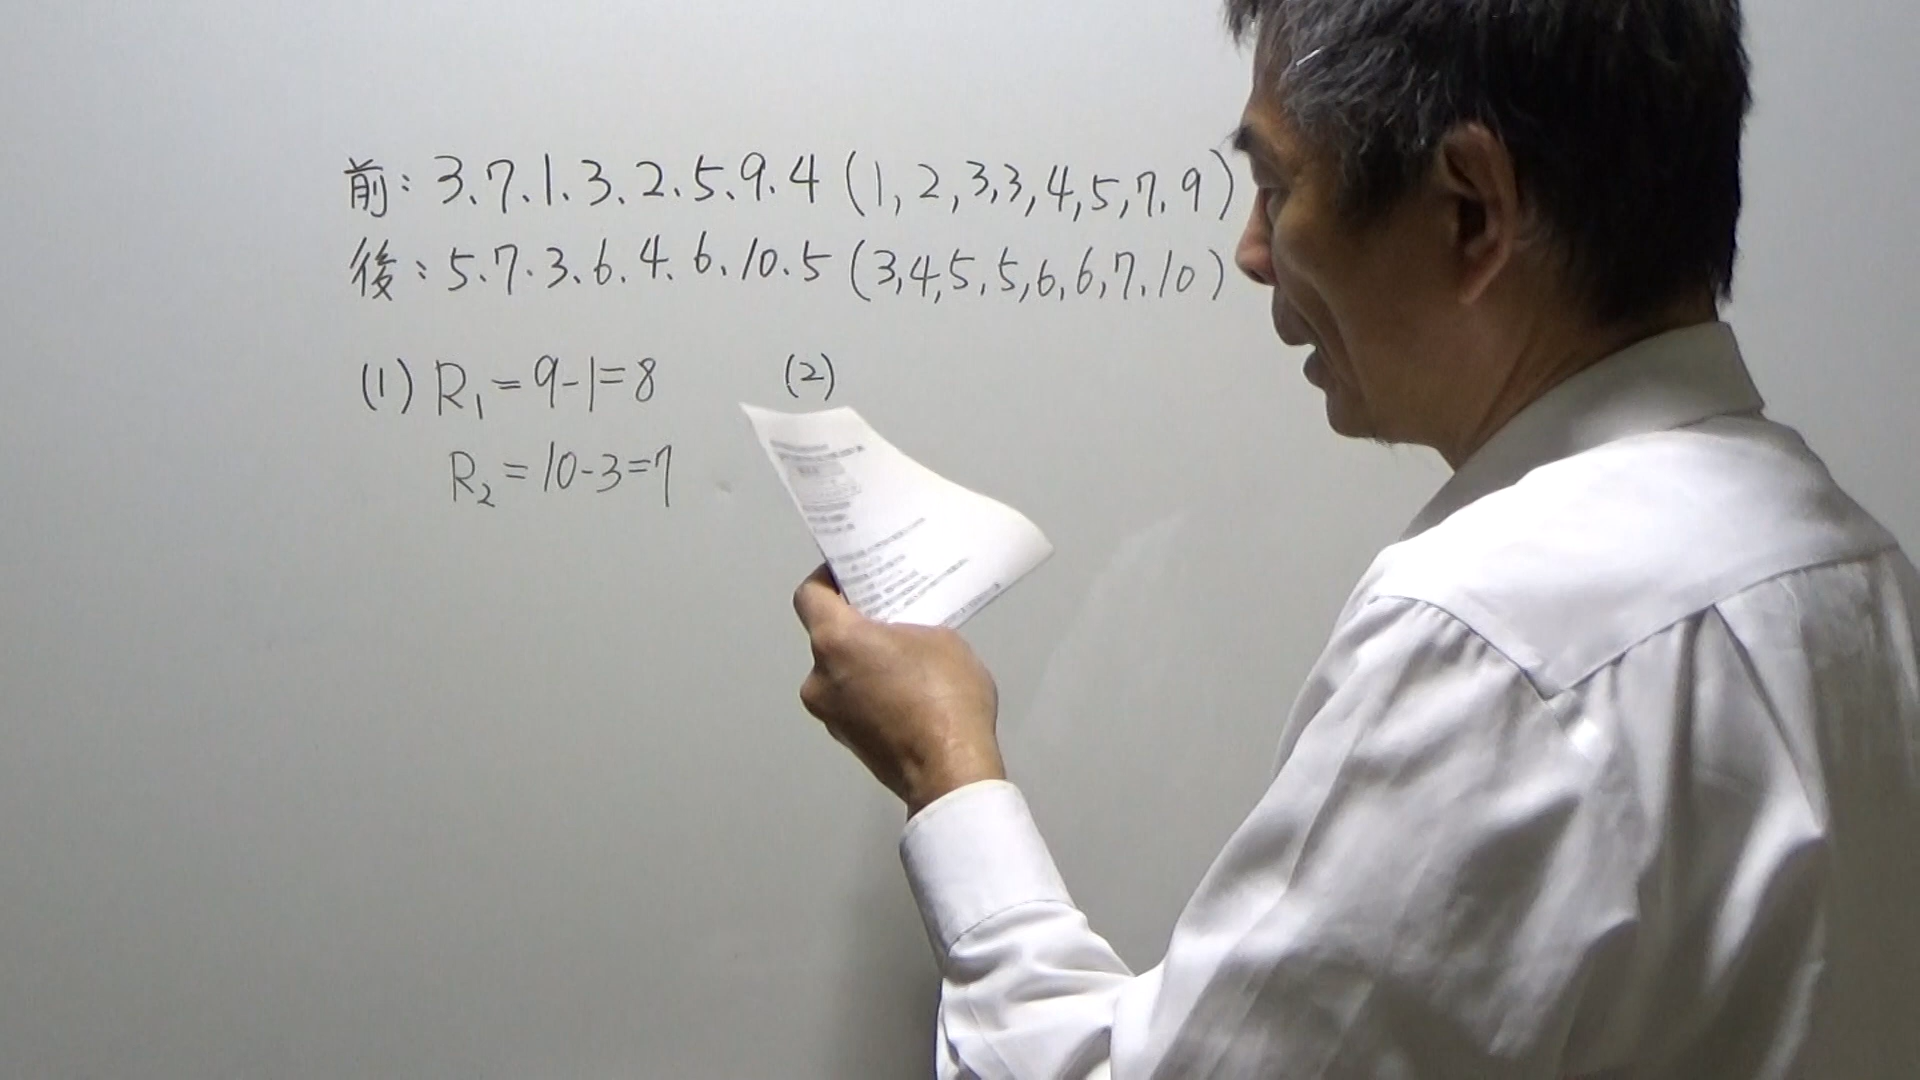 前: 3.7.1.3.2.5.9.4 (1,2,3,3,4,5,7,9)
後: 5.7.3.6.4.6.10.5 (3,4,5,5,6,6,7,10)
(1) R₁=9-1=8 (2)
R₂=10-3=7